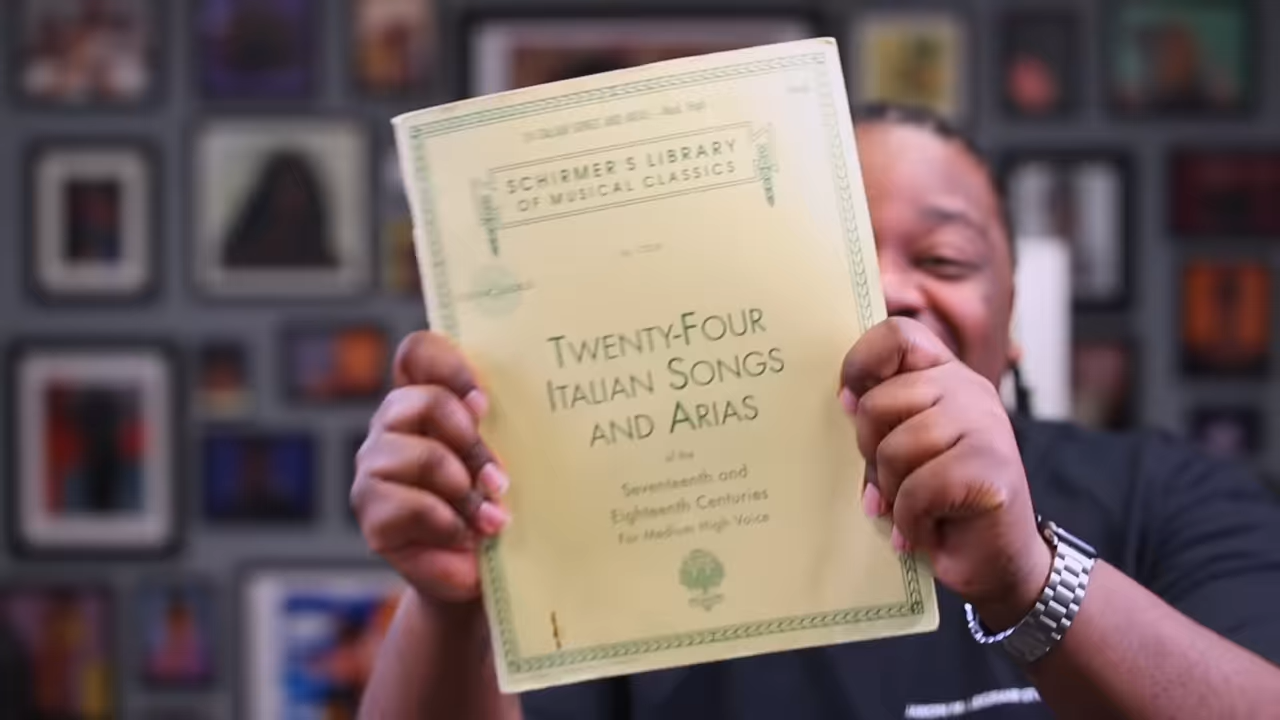 SCHIRMER'S LIBRARY
OF MUSICAL CLASSICS
TWENTY-FOUR
ITALIAN SONGS
AND ARIAS
of the
Seventeenth and
Eighteenth Centuries
For Medium High Voice